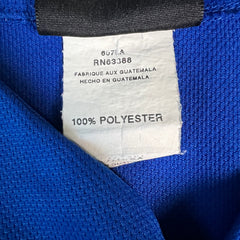 RN63388
FABRIQUE AUX GUATEMALA
HECHO EN GUATEMALA
100% POLYESTER